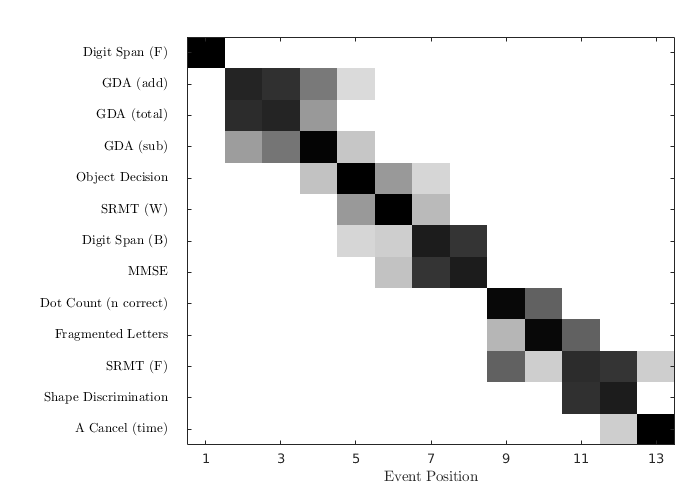 Digit Span (F)
GDA (add)
GDA (total)
GDA (sub)
Object Decision
SRMT (W)
Digit Span (B)
MMSE
Dot Count (n correct)
Fragmented Letters
SRMT (F)
Shape Discrimination
A Cancel (time)
1 3 5 7 9 11 13
Event Position